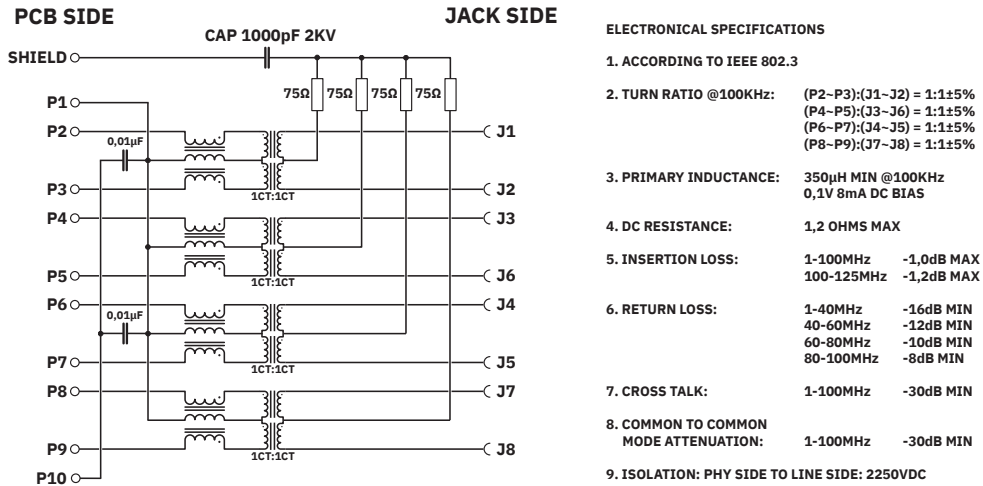 PCB SIDE
JACK SIDE
CAP 1000pF 2KV
SHIELD
75Ω 75Ω 75Ω 75Ω
P1
P2
J1
0,01µF
P3
J2
1CT:1CT
P4
J3
P5
J6
1CT:1CT
P6
J4
0,01µF
P7
J5
1CT:1CT
P8
J7
P9
J8
1CT:1CT
P10
ELECTRONICAL SPECIFICATIONS
1. ACCORDING TO IEEE 802.3
2. TURN RATIO @100KHz: (P2~P3):(J1~J2) = 1:1±5%
(P4~P5):(J3~J6) = 1:1±5%
(P6~P7):(J4~J5) = 1:1±5%
(P8~P9):(J7~J8) = 1:1±5%
3. PRIMARY INDUCTANCE: 350µH MIN @100KHz
0,1V 8mA DC BIAS
4. DC RESISTANCE: 1,2 OHMS MAX
5. INSERTION LOSS: 1-100MHz -1,0dB MAX
100-125MHz -1,2dB MAX
6. RETURN LOSS: 1-40MHz -16dB MIN
40-60MHz -12dB MIN
60-80MHz -10dB MIN
80-100MHz -8dB MIN
7. CROSS TALK: 1-100MHz -30dB MIN
8. COMMON TO COMMON
MODE ATTENUATION: 1-100MHz -30dB MIN
9. ISOLATION: PHY SIDE TO LINE SIDE: 2250VDC